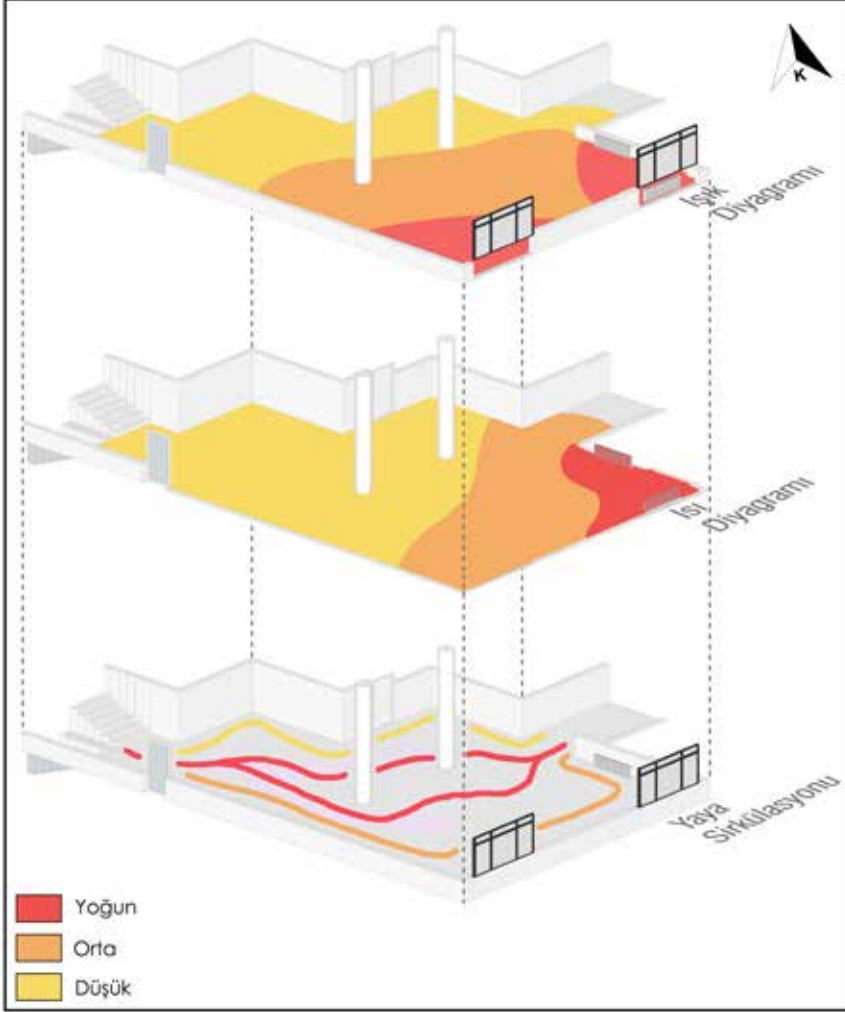 K
Işık
Diyagramı
Isı
Diyagramı
Yaya
Sirkülasyonu
Yoğun
Orta
Düşük